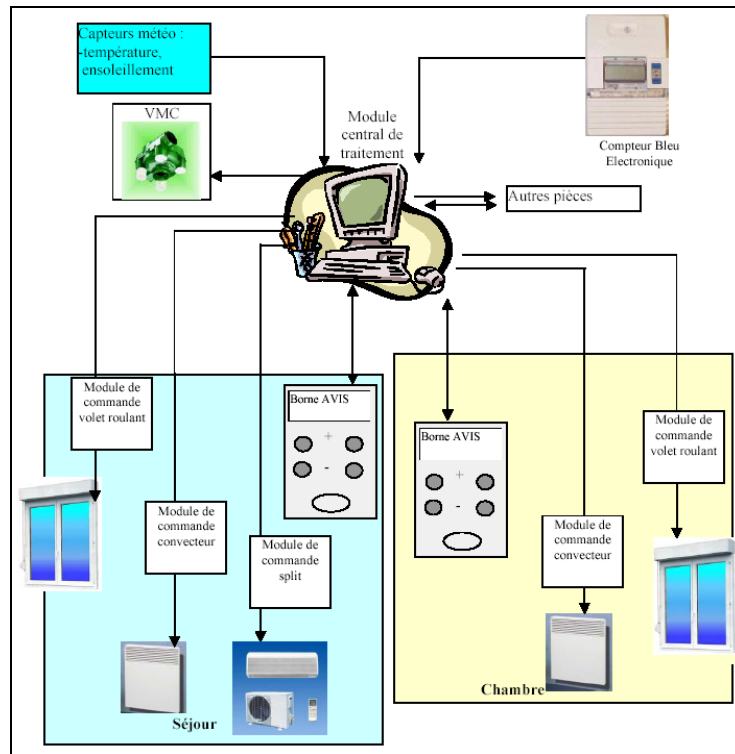 Capteurs météo :
-température,
ensoleillement
VMC
Module
central de
traitement
Compteur Bleu
Electronique
Autres pièces
Module de
commande
volet roulant
Borne AVIS
+
-
Module de
commande
convecteur
Module de
commande
split
Séjour
Borne AVIS
+
-
Module de
commande
volet roulant
Module de
commande
convecteur
Chambre